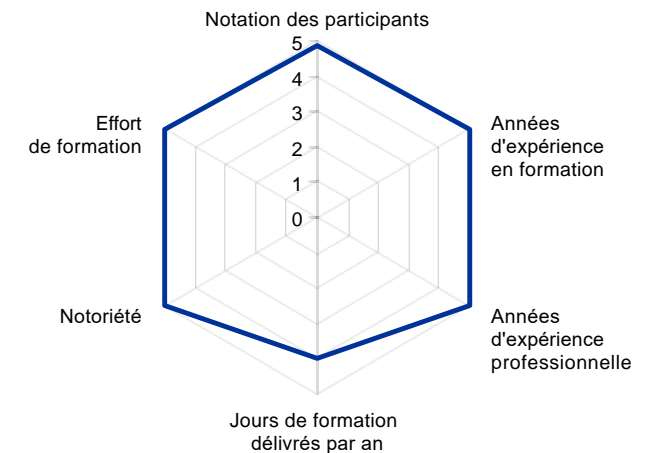 Notation des participants
5
4
3
2
1
0
Effort
de formation
Années
d'expérience
en formation
Notoriété
Années
d'expérience
professionnelle
Jours de formation
délivrés par an